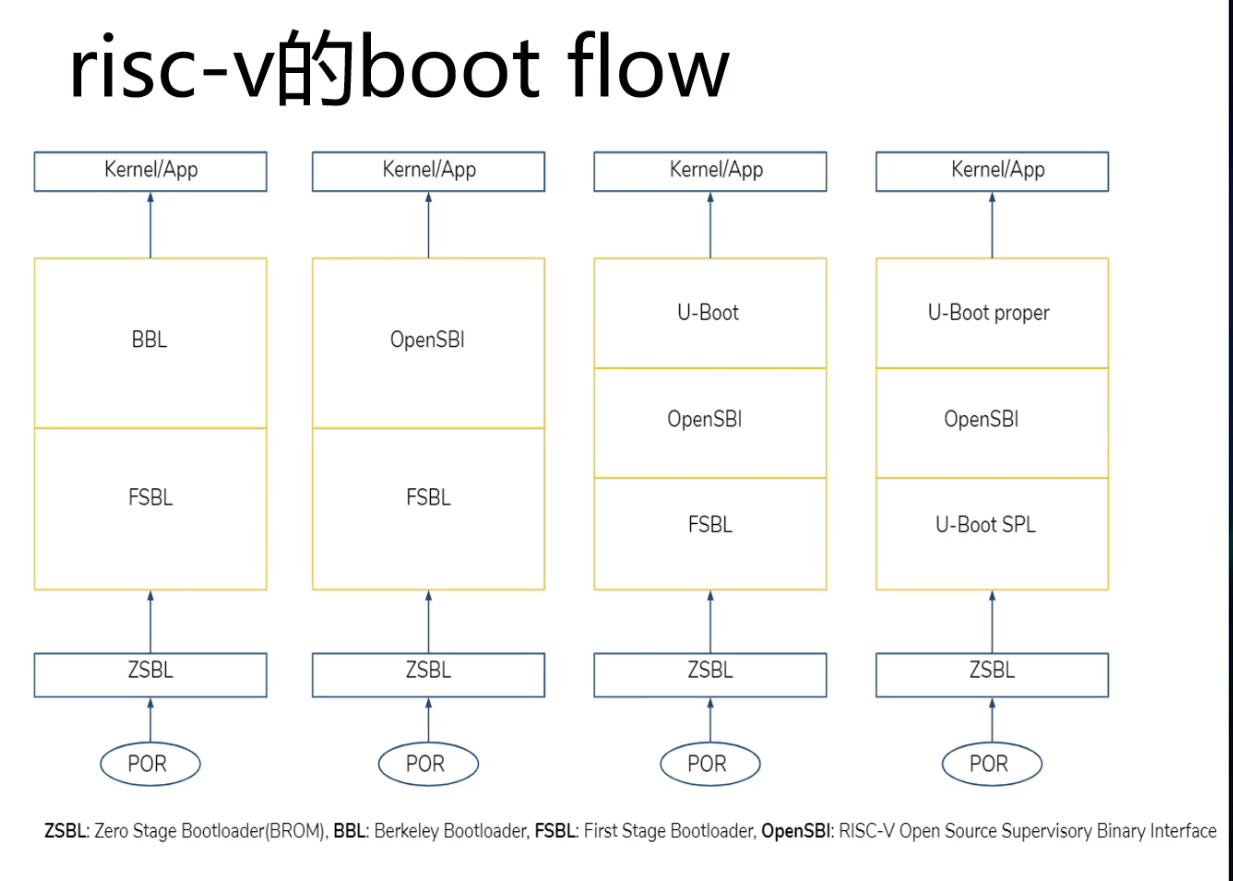 risc-v的boot flow
Kernel/App
Kernel/App
Kernel/App
Kernel/App
BBL
OpenSBI
U-Boot
U-Boot proper
OpenSBI
OpenSBI
FSBL
FSBL
FSBL
U-Boot SPL
ZSBL
ZSBL
ZSBL
ZSBL
POR
POR
POR
POR
ZSBL: Zero Stage Bootloader(BROM), BBL: Berkeley Bootloader, FSBL: First Stage Bootloader, OpenSBI: RISC-V Open Source Supervisory Binary Interface